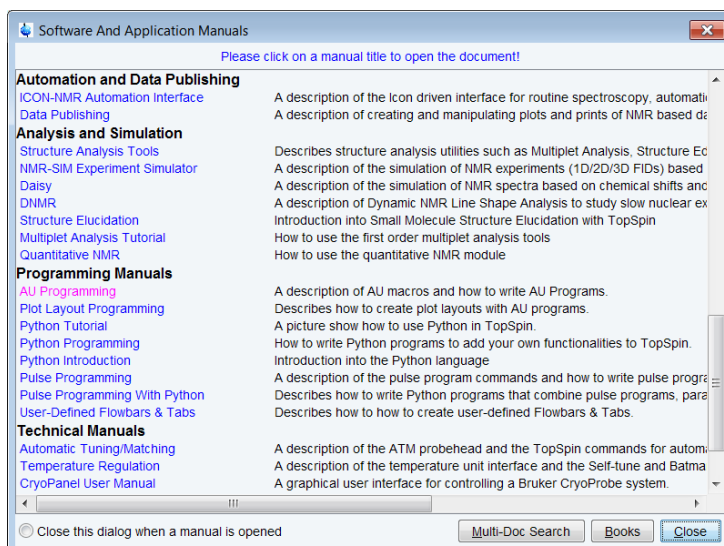 Software And Application Manuals
Please click on a manual title to open the document!
Automation and Data Publishing
ICON-NMR Automation Interface A description of the Icon driven interface for routine spectroscopy, automati
Data Publishing A description of creating and manipulating plots and prints of NMR based da
Analysis and Simulation
Structure Analysis Tools Describes structure analysis utilities such as Multiplet Analysis, Structure Ed
NMR-SIM Experiment Simulator A description of the simulation of NMR experiments (1D/2D/3D FIDs) based
Daisy A description of the simulation of NMR spectra based on chemical shifts and
DNMR A description of Dynamic NMR Line Shape Analysis to study slow nuclear ex
Structure Elucidation Introduction into Small Molecule Structure Elucidation with TopSpin
Multiplet Analysis Tutorial How to use the first order multiplet analysis tools
Quantitative NMR How to use the quantitative NMR module
Programming Manuals
AU Programming A description of AU macros and how to write AU Programs.
Plot Layout Programming Describes how to create plot layouts with AU programs.
Python Tutorial A picture show how to use Python in TopSpin.
Python Programming How to write Python programs to add your own functionalities to TopSpin.
Python Introduction Introduction into the Python language
Pulse Programming A description of the pulse program commands and how to write pulse progra
Pulse Programming With Python Describes how to write Python programs that combine pulse programs, para
User-Defined Flowbars & Tabs Describes how to how to create user-defined Flowbars & Tabs.
Technical Manuals
Automatic Tuning/Matching A description of the ATM probehead and the TopSpin commands for automa
Temperature Regulation A description of the temperature unit interface and the Self-tune and Batma
CryoPanel User Manual A graphical user interface for controlling a Bruker CryoProbe system.
Close this dialog when a manual is opened Multi-Doc Search Books Close